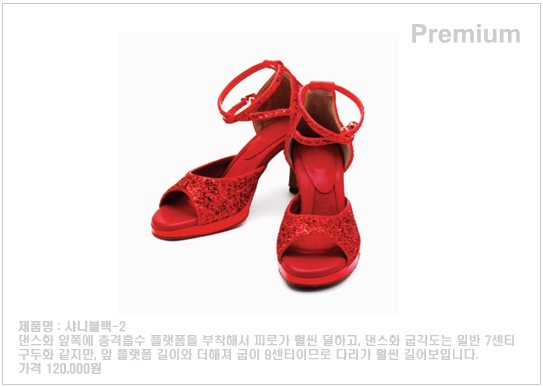 Premium
제품명 : 샤니블랙-2
댄스화 앞쪽에 충격흡수 플랫폼을 부착해서 피로가 훨씬 덜하고, 댄스화 굽각도는 일반 7센티
구두화 같지만, 앞 플랫폼 길이와 더해져 굽이 9센티이므로 다리가 훨씬 길어보입니다.
가격 120,000원